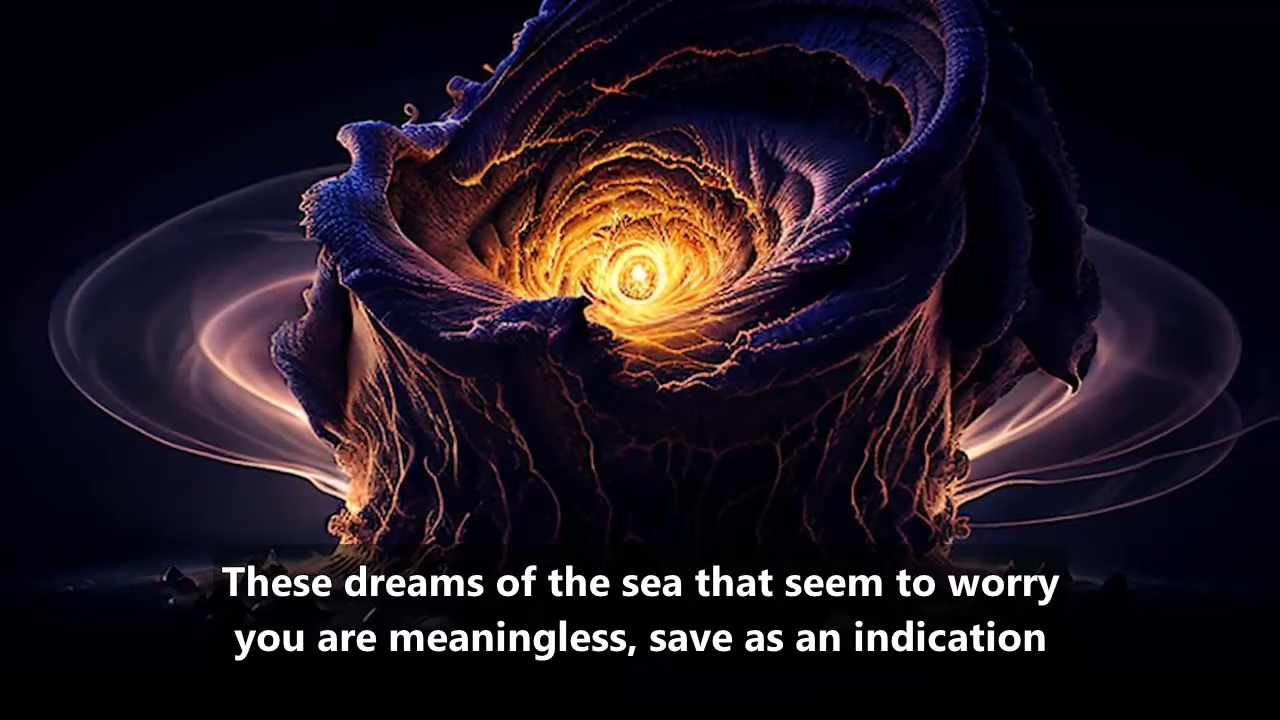 These dreams of the sea that seem to worry
you are meaningless, save as an indication